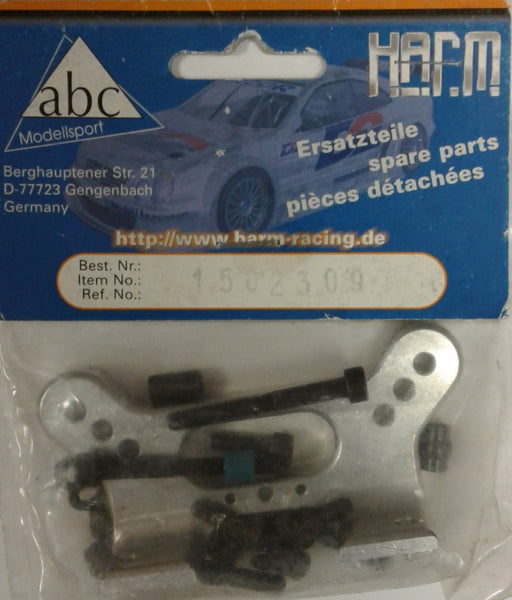 abc
Modellsport
HARM
Berghauptener Str. 21
D-77723 Gengenbach
Germany
Ersatzteile
spare parts
pièces détachées
http://www.harm-racing.de
Best. Nr.:
Item No.:
Ref. No.:
1502309